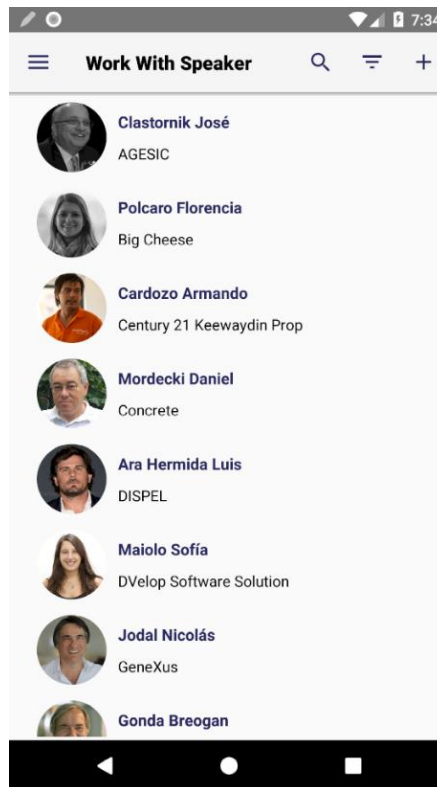 7:34
Work With Speaker
Clastornik José
AGESIC
Polcaro Florencia
Big Cheese
Cardozo Armando
Century 21 Keewaydin Prop
Mordecki Daniel
Concrete
Ara Hermida Luis
DISPEL
Maiolo Sofía
DVelop Software Solution
Jodal Nicolás
GeneXus
Gonda Breogan